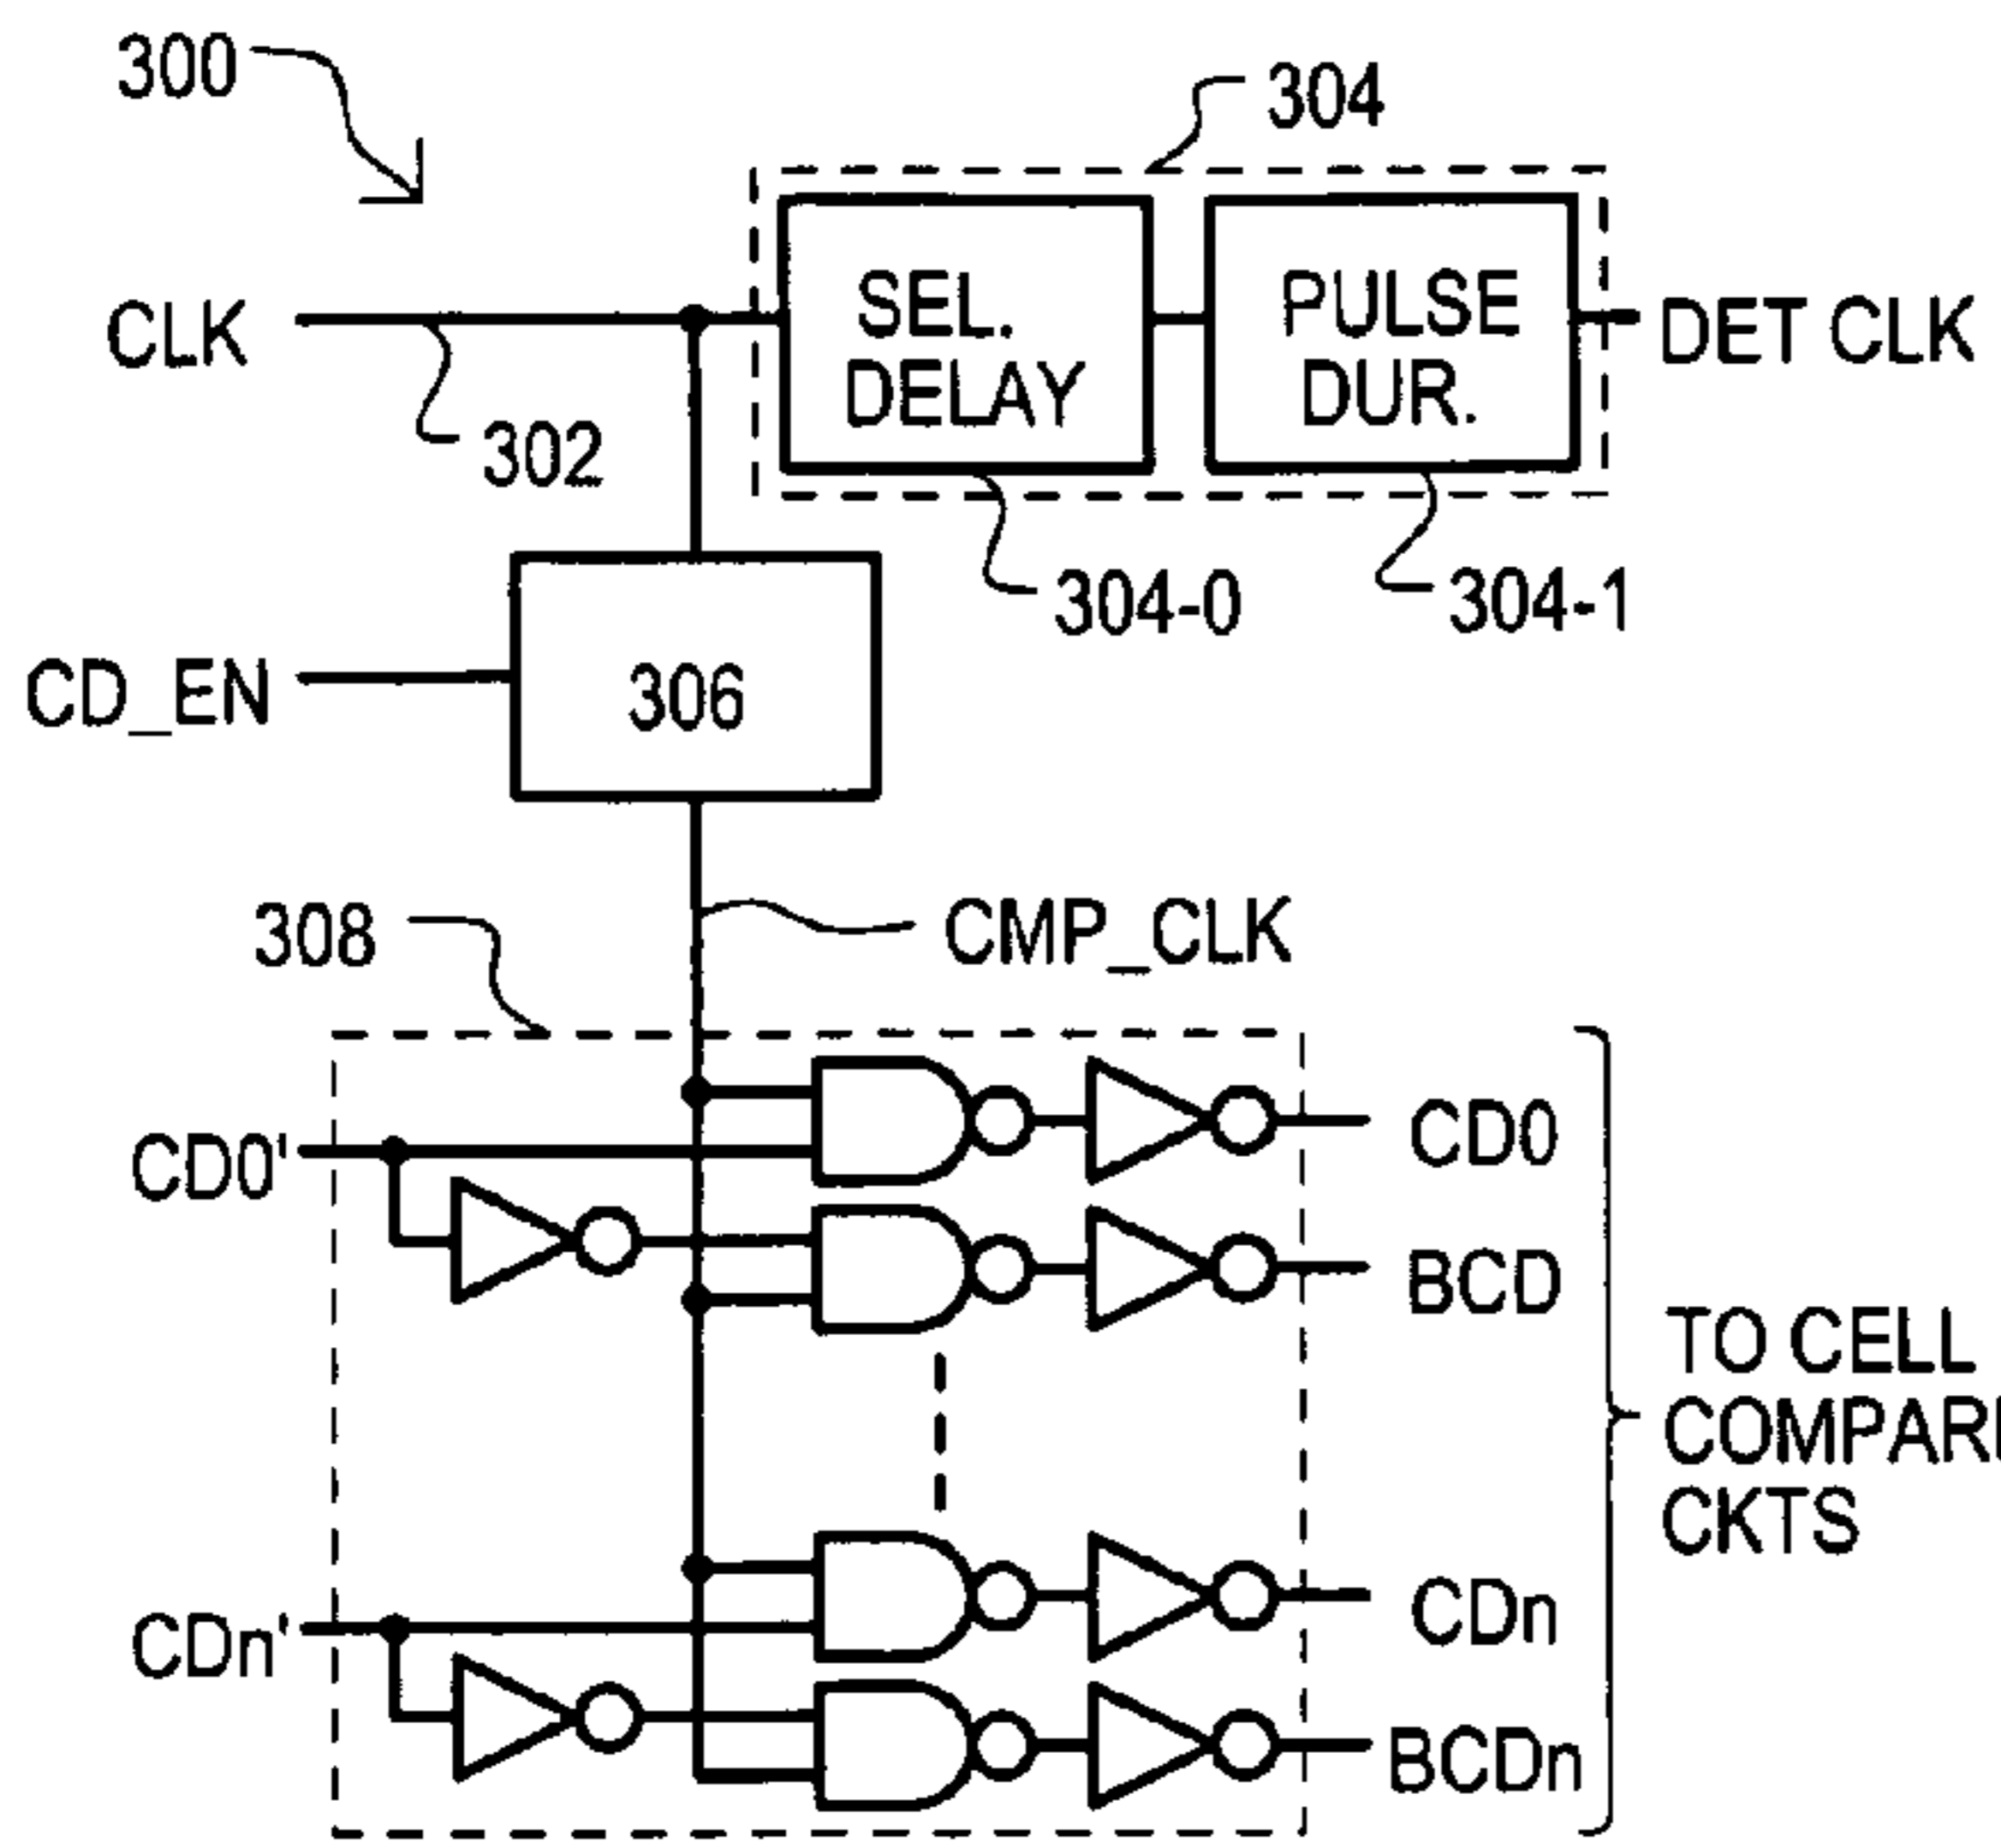 300
304
CLK
SEL.
DELAY
PULSE
DUR.
DET CLK
302
304-0
304-1
CD_EN
306
308
CMP_CLK
CD0'
CD0
BCD
TO CELL
CKTS
CDn'
CDn
BCDn